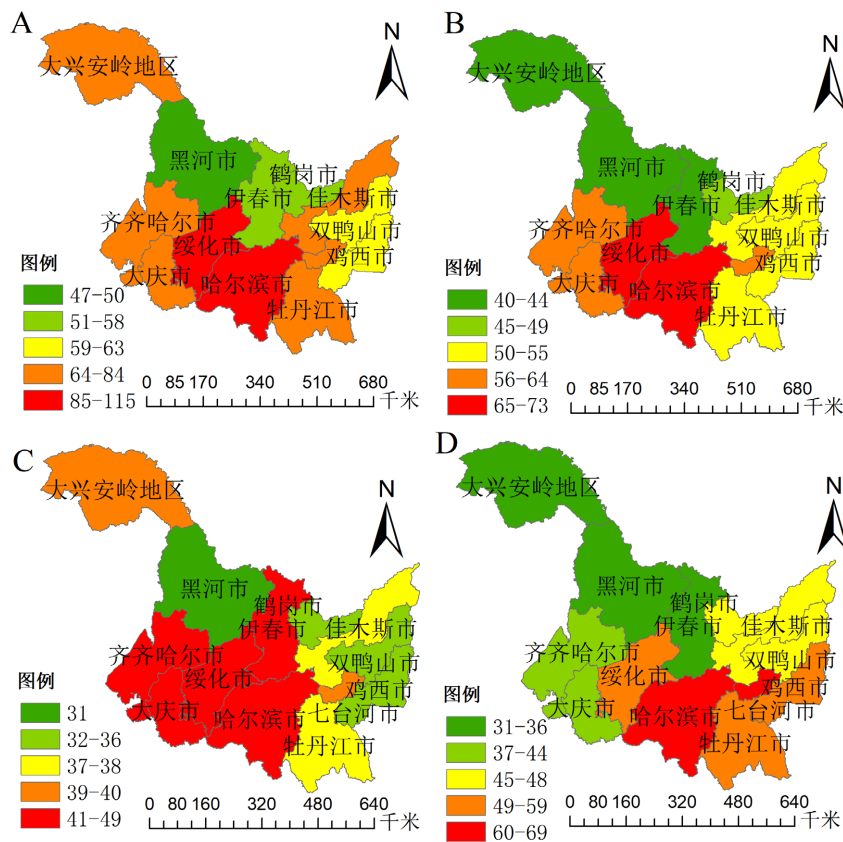 A
N
大兴安岭地区
黑河市
鹤岗市
伊春市
佳木斯市
齐齐哈尔市
双鸭山市
绥化市
鸡西市
大庆市
哈尔滨市
牡丹江市
图例
47-50
51-58
59-63
64-84
85-115
0 85 170 340 510 680
千米
B
N
大兴安岭地区
黑河市
鹤岗市
伊春市
佳木斯市
齐齐哈尔市
双鸭山市
绥化市
鸡西市
大庆市
哈尔滨市
牡丹江市
图例
40-44
45-49
50-55
56-64
65-73
0 85 170 340 510 680
千米
C
N
大兴安岭地区
黑河市
鹤岗市
伊春市
佳木斯市
齐齐哈尔市
双鸭山市
绥化市
鸡西市
大庆市
哈尔滨市
七台河市
牡丹江市
图例
31
32-36
37-38
39-40
41-49
0 80 160 320 480 640
千米
D
N
大兴安岭地区
黑河市
鹤岗市
伊春市
佳木斯市
齐齐哈尔市
双鸭山市
绥化市
鸡西市
大庆市
哈尔滨市
七台河市
牡丹江市
图例
31-36
37-44
45-48
49-59
60-69
0 80 160 320 480 640
千米